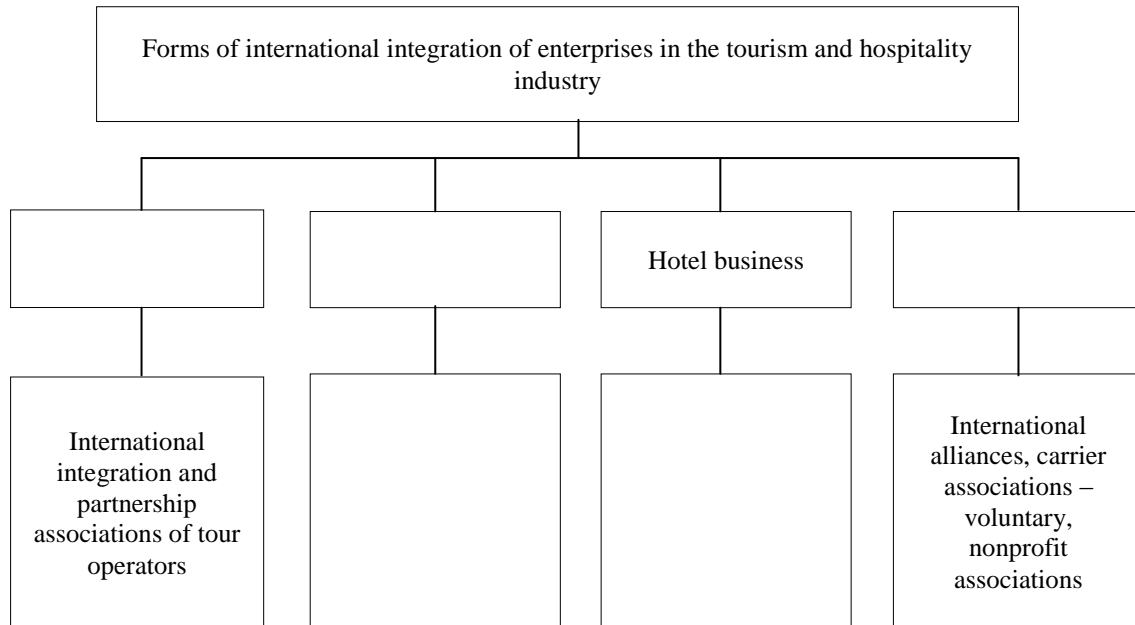 Forms of international integration of enterprises in the tourism and hospitality
industry
Hotel business
International
integration and
partnership
associations of tour
operators
International
alliances, carrier
associations –
voluntary,
nonprofit
associations